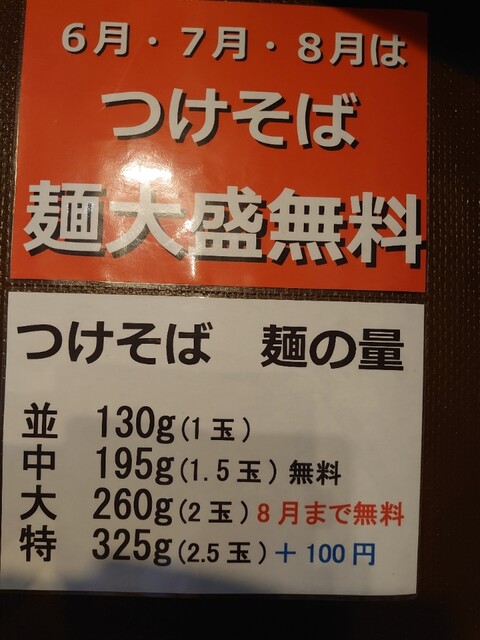 6月・7月・8月は
つけそば
麺大盛無料
つけそば 麺の量
並 130g(1玉)
中 195g(1.5玉)無料
大 260g(2玉)8月まで無料
特 325g(2.5玉)+100円